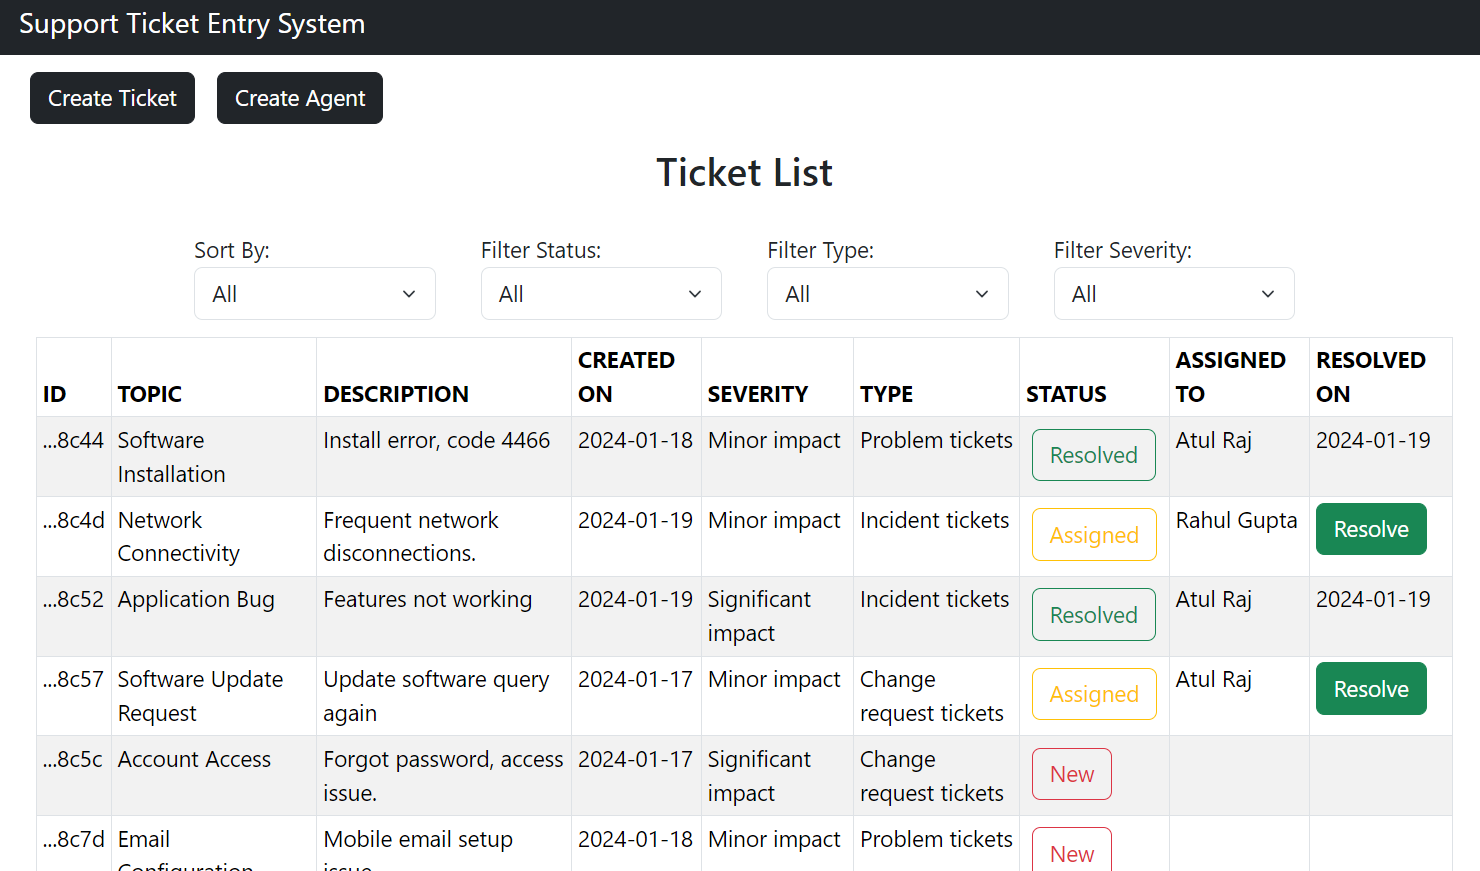 Support Ticket Entry System
Create Ticket Create Agent
Ticket List
Sort By: Filter Status: Filter Type: Filter Severity:
All All All All
ID TOPIC DESCRIPTION CREATED ON SEVERITY TYPE STATUS ASSIGNED TO RESOLVED ON
...8c44 Software Installation Install error, code 4466 2024-01-18 Minor impact Problem tickets Resolved Atul Raj 2024-01-19
...8c4d Network Connectivity Frequent network disconnections. 2024-01-19 Minor impact Incident tickets Assigned Rahul Gupta Resolve
...8c52 Application Bug Features not working 2024-01-19 Significant impact Incident tickets Resolved Atul Raj 2024-01-19
...8c57 Software Update Request Update software query again 2024-01-17 Minor impact Change request tickets Assigned Atul Raj Resolve
...8c5c Account Access Forgot password, access issue. 2024-01-17 Significant impact Change request tickets New
...8c7d Email Configuration Mobile email setup issue 2024-01-18 Minor impact Problem tickets New